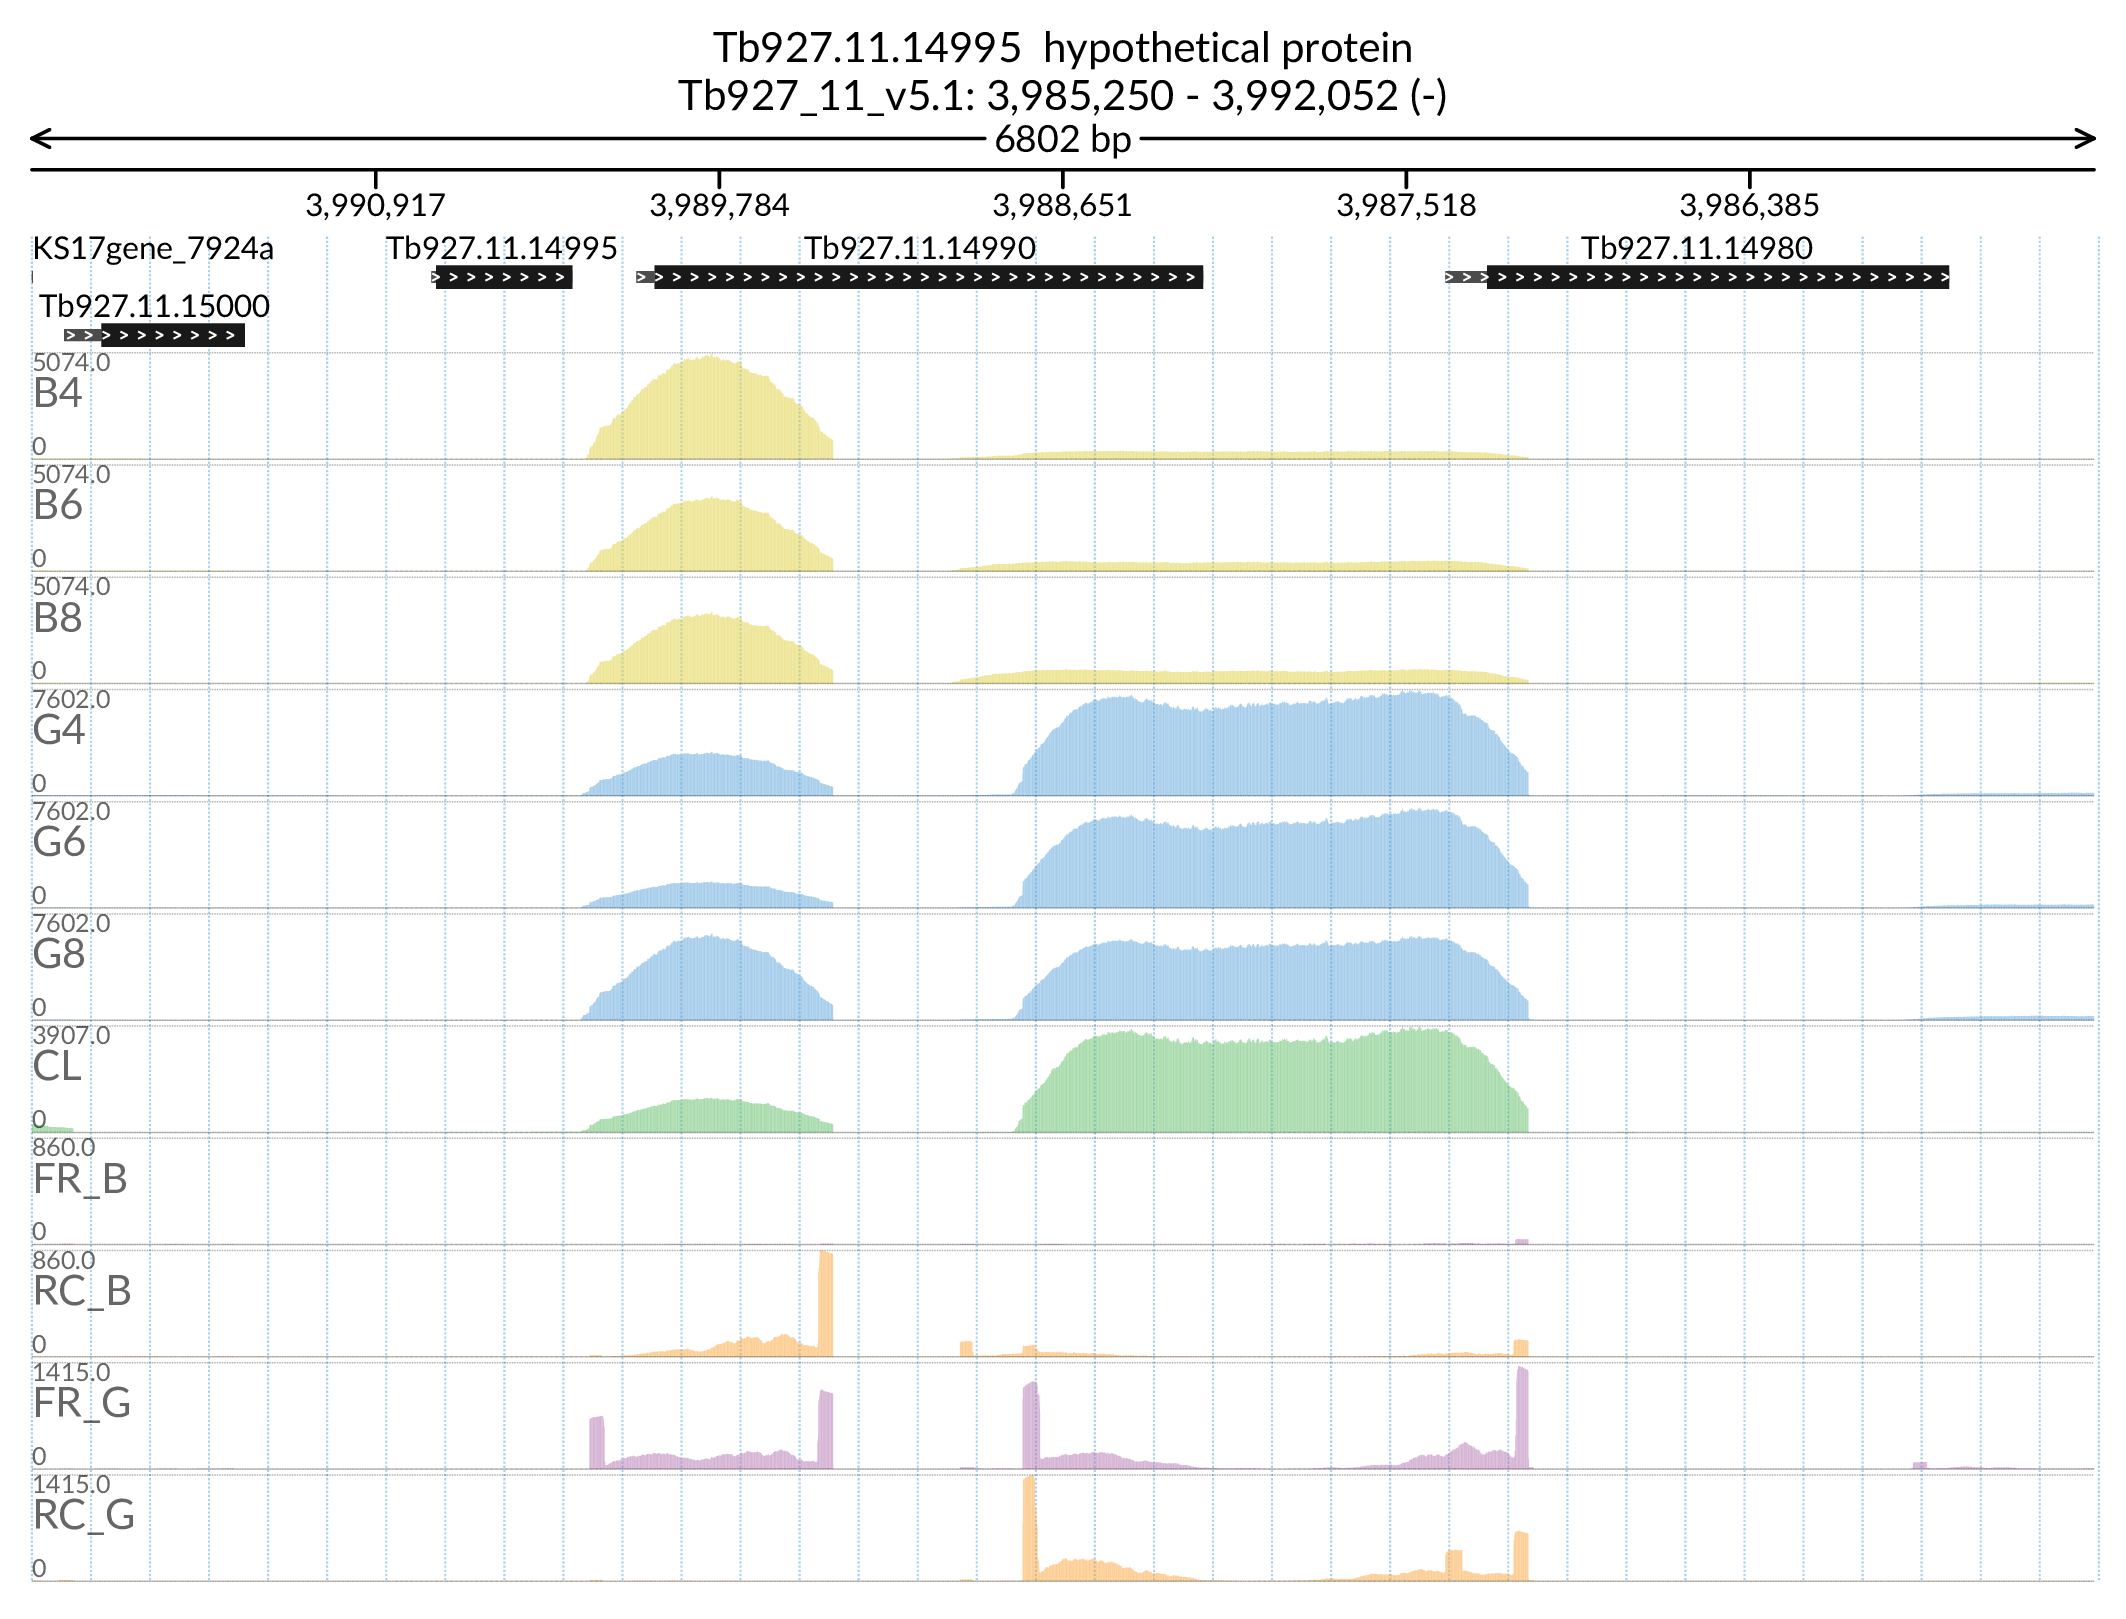 Tb927.11.14995  hypothetical protein
Tb927_11_v5.1: 3,985,250 - 3,992,052 (-)
6802 bp
3,990,917 3,989,784 3,988,651 3,987,518 3,986,385
KS17gene_7924a Tb927.11.14995 Tb927.11.14990 Tb927.11.14980
Tb927.11.15000
5074.0
B4
0
5074.0
B6
0
5074.0
B8
0
7602.0
G4
0
7602.0
G6
0
7602.0
G8
0
3907.0
CL
0
860.0
FR_B
0
860.0
RC_B
0
1415.0
FR_G
0
1415.0
RC_G
0